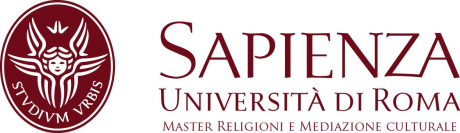 STVDIVM VRBIS
SAPIENZA
UNIVERSITÀ DI ROMA
MASTER RELIGIONI E MEDIAZIONE CULTURALE